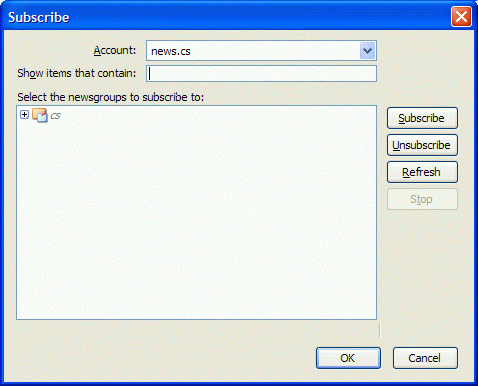 Subscribe
Account: news.cs
Show items that contain:
Select the newsgroups to subscribe to:
cs
Subscribe
Unsubscribe
Refresh
Stop
OK Cancel